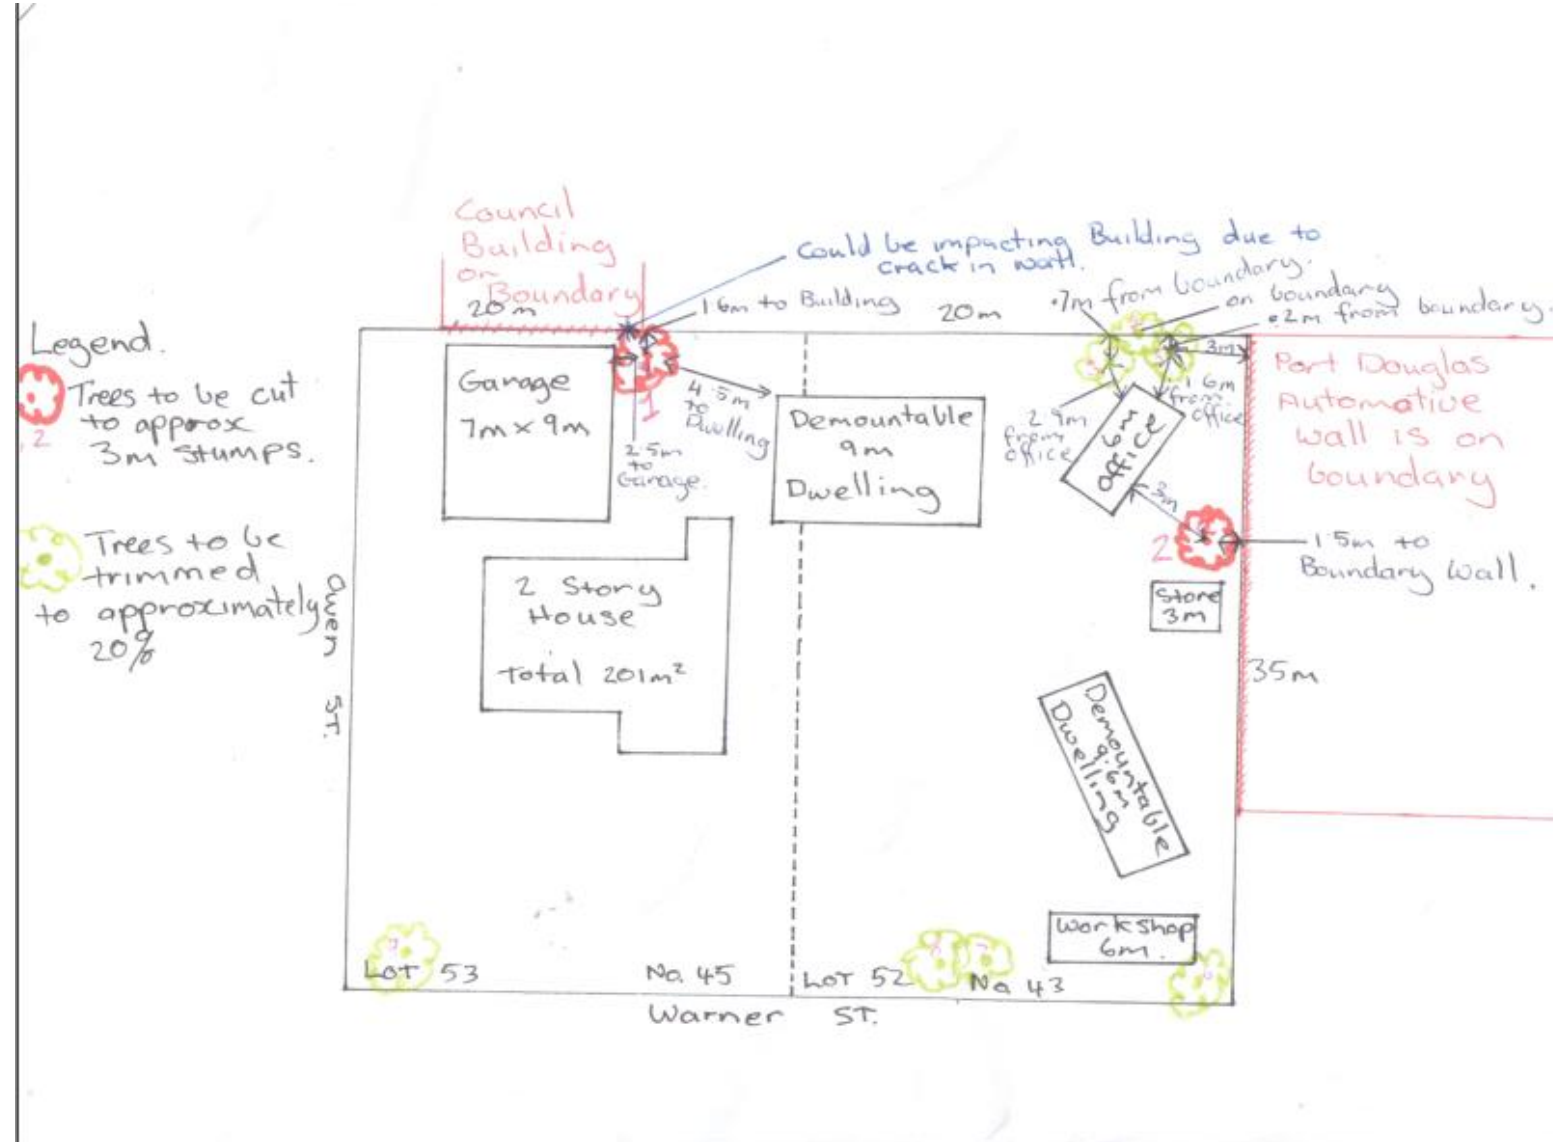 Council
Building
on
Boundary
20m
Could be impacting Building due to
crack in wall.
1.6m to Building
20m
.7m from boundary.
on boundary
.2m from boundary.
Legend.
Trees to be cut
to approx
3m stumps.
2
Trees to be
trimmed
to approximately
20%
Owen ST.
Garage
7m x 9m
1
4.5m
to
Dwelling
2.5m
to
Garage.
Demountable
9m
Dwelling
2.9m
from
office
1.6m
from
office
3m
6m
office
3m
Port Douglas
Automotive
wall is on
boundary
2
1.5m to
Boundary Wall.
Store
3m
35m
2 Story
House
Total 201m²
Demountable
9.6m
Dwelling
Workshop
6m.
LOT 53
No. 45
LOT 52
No 43
Warner ST.